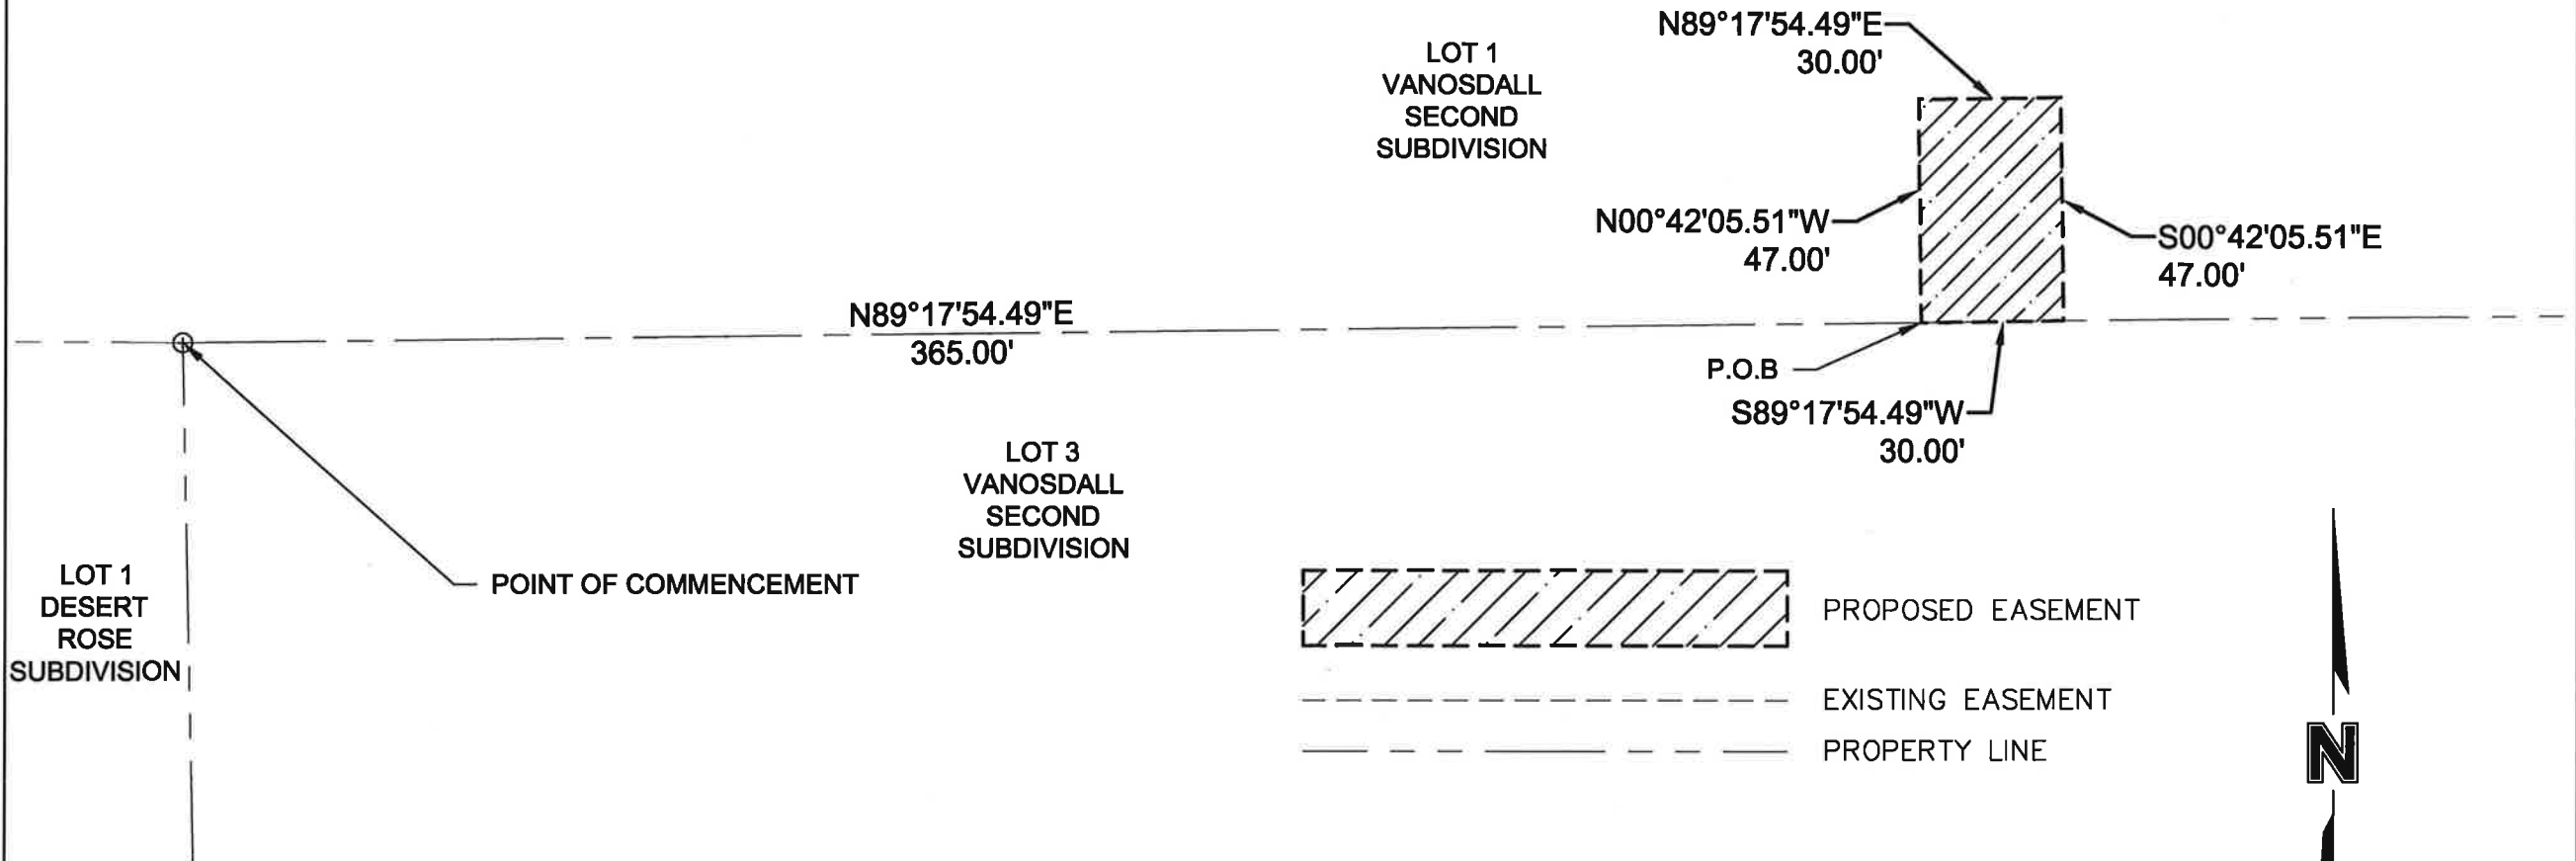 N89°17'54.49"E
30.00'
LOT 1
VANOSDALL
SECOND
SUBDIVISION
N00°42'05.51"W
47.00'
S00°42'05.51"E
47.00'
N89°17'54.49"E
365.00'
P.O.B
S89°17'54.49"W
30.00'
LOT 3
VANOSDALL
SECOND
SUBDIVISION
POINT OF COMMENCEMENT
LOT 1
DESERT
ROSE
SUBDIVISION
PROPOSED EASEMENT
EXISTING EASEMENT
PROPERTY LINE
N